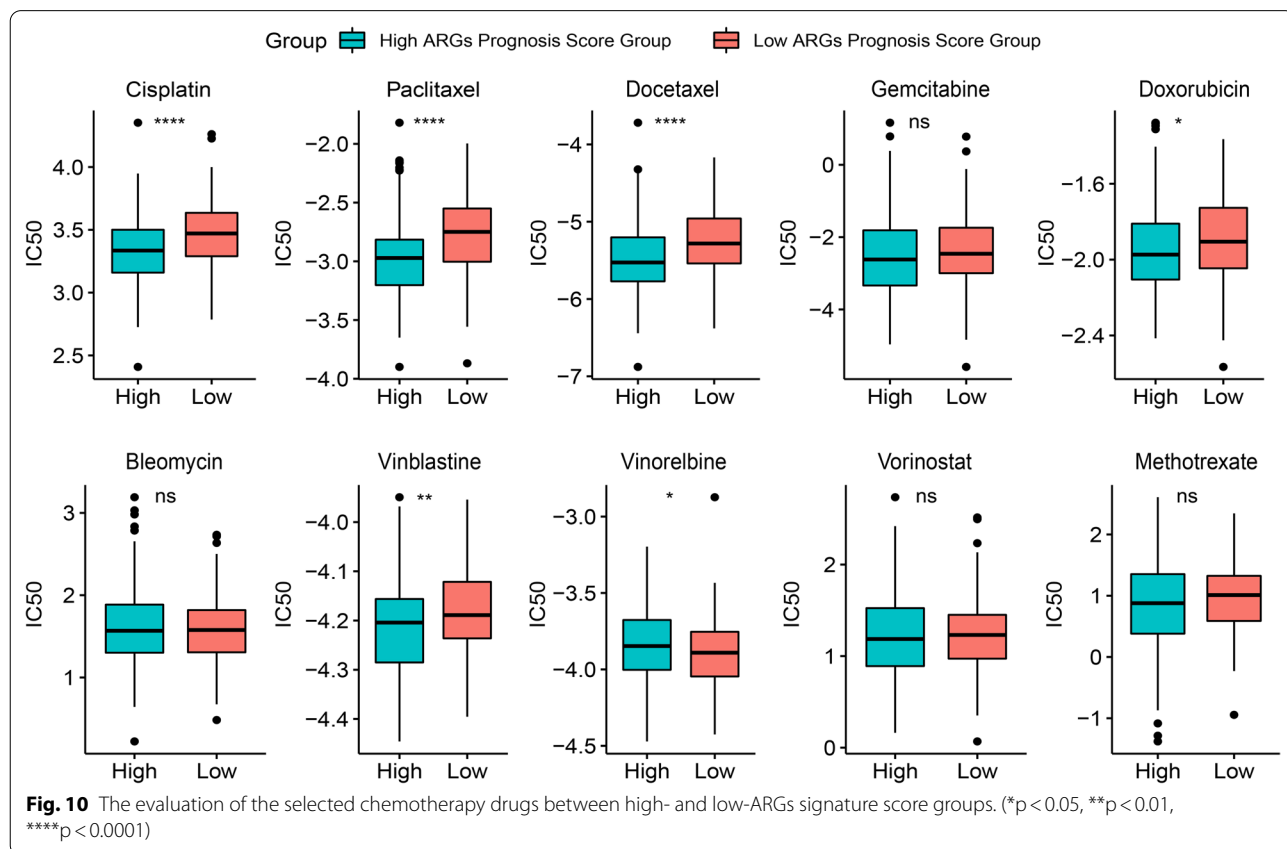 Group High ARGs Prognosis Score Group Low ARGs Prognosis Score Group
Cisplatin Paclitaxel Docetaxel Gemcitabine Doxorubicin
**** **** **** ns *
IC50 IC50 IC50 IC50 IC50
4.0 3.5 3.0 2.5
−2.0 −2.5 −3.0 −3.5 −4.0
−4 −5 −6 −7
0 −2 −4
−1.6 −2.0 −2.4
High Low High Low High Low High Low High Low
Bleomycin Vinblastine Vinorelbine Vorinostat Methotrexate
ns ** * ns ns
IC50 IC50 IC50 IC50 IC50
3 2 1
−4.0 −4.1 −4.2 −4.3 −4.4
−3.0 −3.5 −4.0 −4.5
2 1 0
2 1 0 −1
High Low High Low High Low High Low High Low
Fig. 10 The evaluation of the selected chemotherapy drugs between high- and low-ARGs signature score groups. (*p < 0.05, **p < 0.01,
****p < 0.0001)